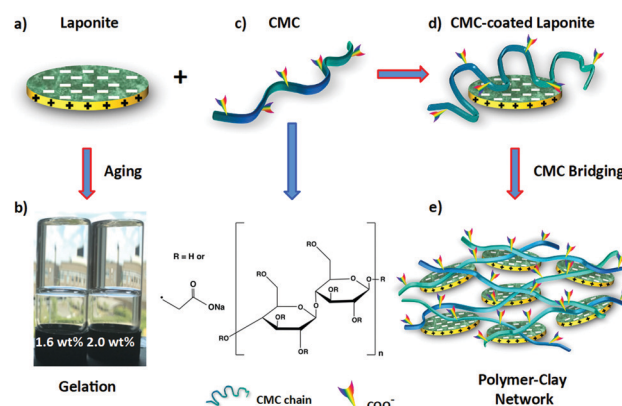 a) Laponite
c) CMC
d) CMC-coated Laponite
+
Aging
CMC Bridging
b)
1.6 wt% 2.0 wt%
Gelation
R = H or
O
ONa
RO
RO
O
OR
OR
RO
O
RO
OR
OR
O
R
n
CMC chain
COO⁻
e)
Polymer-Clay
Network